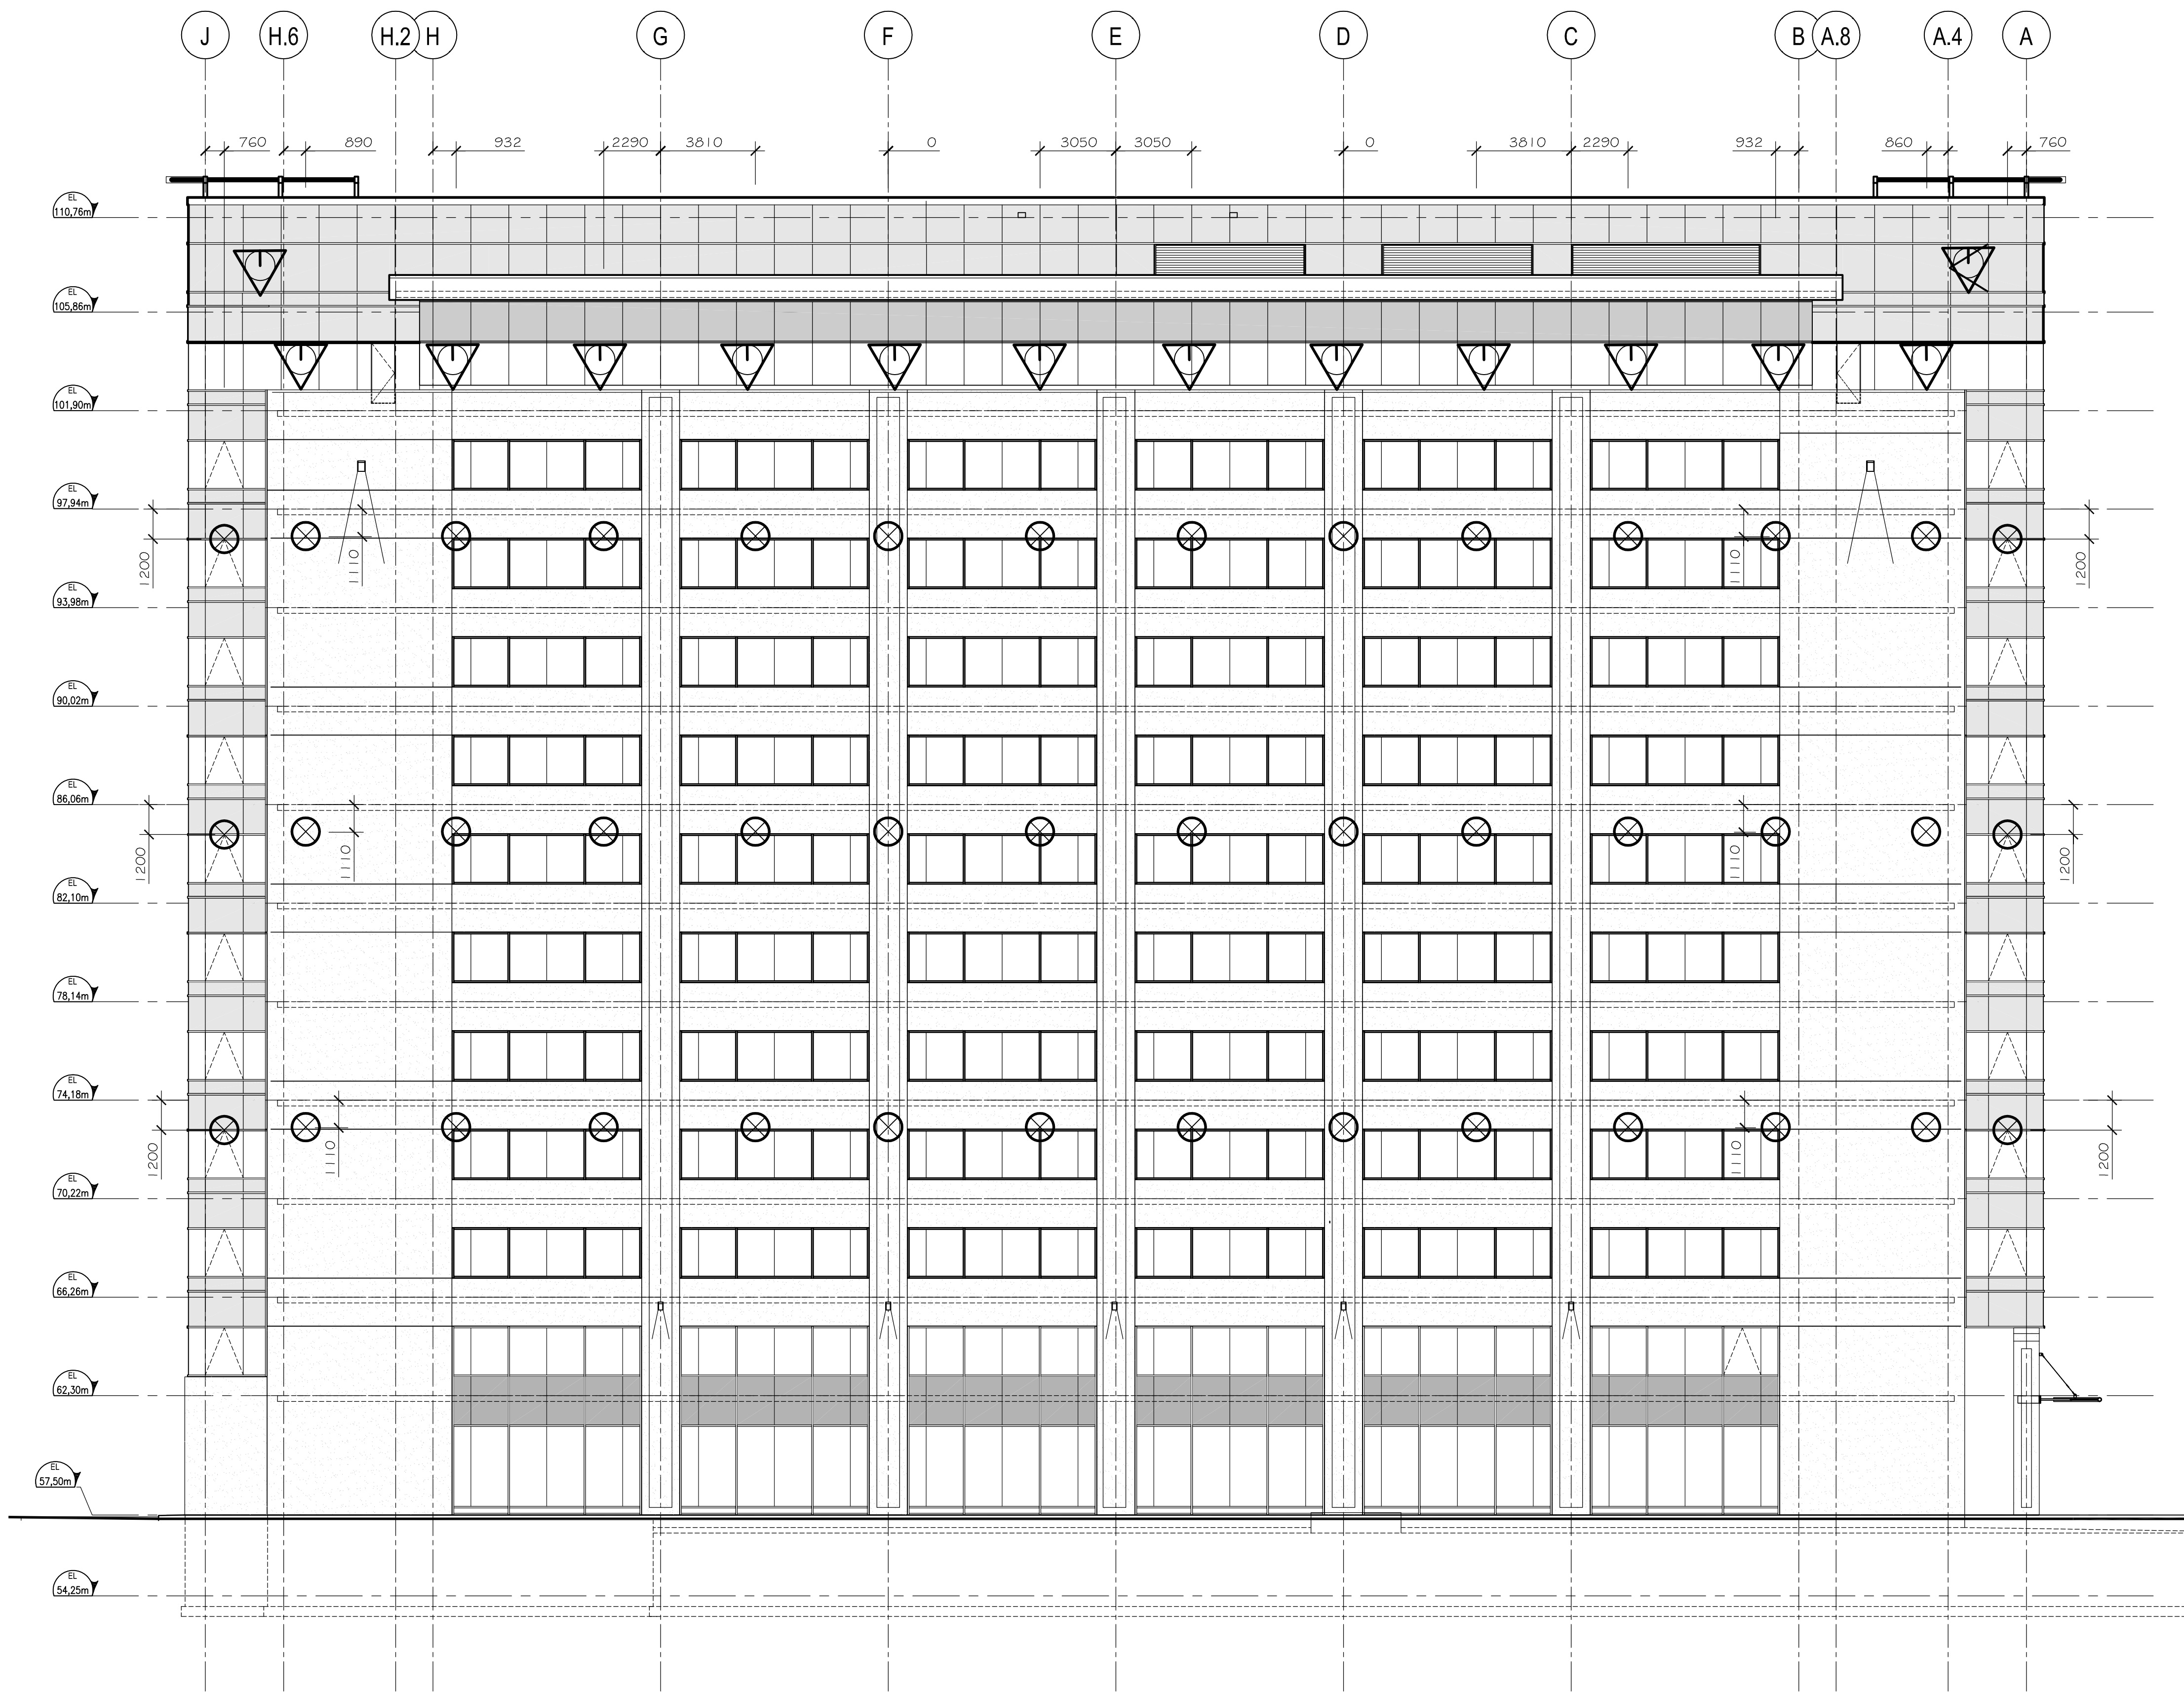 J H.6 H.2 H G F E D C B A.8 A.4 A
760 890 932 2290 3810 0 3050 3050 0 3810 2290 932 860 760
EL
110,76m
EL
105,86m
EL
101,90m
EL
97,94m
1200 1110 1110 1200
EL
93,98m
EL
90,02m
EL
86,06m
1200 1110 1110 1200
EL
82,10m
EL
78,14m
EL
74,18m
1200 1110 1110 1200
EL
70,22m
EL
66,26m
EL
62,30m
EL
57,50m
EL
54,25m